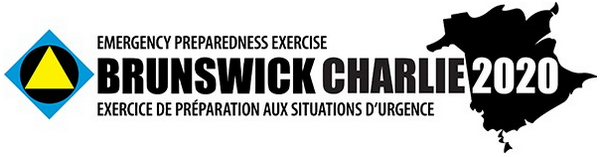 EMERGENCY PREPAREDNESS EXERCISE
BRUNSWICK CHARLIE 2020
EXERCICE DE PRÉPARATION AUX SITUATIONS D'URGENCE